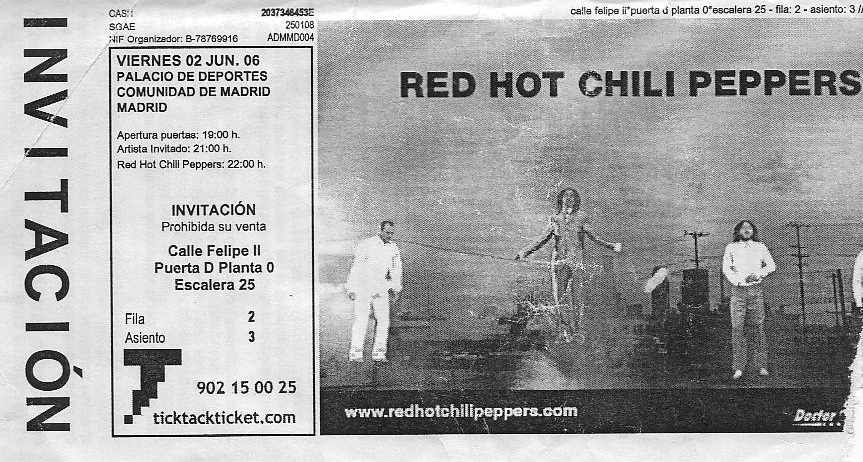 INVITACIÓN
CASH 2037346453E
SGAE 250108
NIF Organizador: B-78769916 ADMMD004
VIERNES 02 JUN. 06
PALACIO DE DEPORTES
COMUNIDAD DE MADRID
MADRID
Apertura puertas: 19:00 h.
Artista Invitado: 21:00 h.
Red Hot Chili Peppers: 22:00 h.
INVITACIÓN
Prohibida su venta
Calle Felipe II
Puerta D Planta 0
Escalera 25
Fila 2
Asiento 3
902 15 00 25
ticktackticket.com
calle felipe ii*puerta d planta 0*escalera 25 - fila: 2 - asiento: 3 //
RED HOT CHILI PEPPERS
www.redhotchilipeppers.com
Doctor